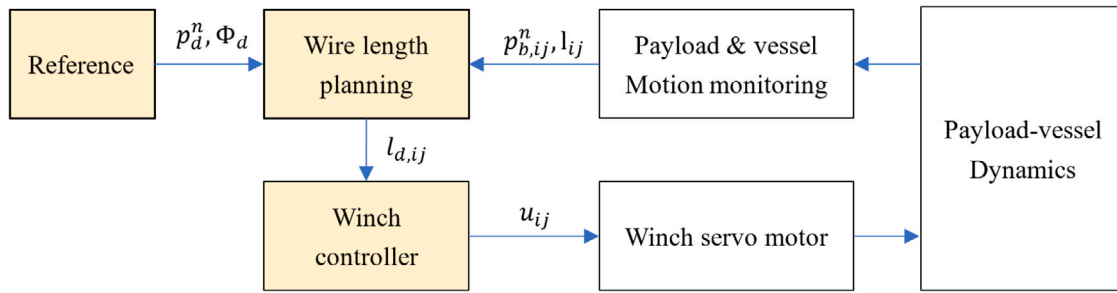 Reference
p_d^n, Φ_d
Wire length
planning
p_{b,ij}^n, l_{ij}
Payload & vessel
Motion monitoring
Payload-vessel
Dynamics
l_{d,ij}
Winch
controller
u_{ij}
Winch servo motor